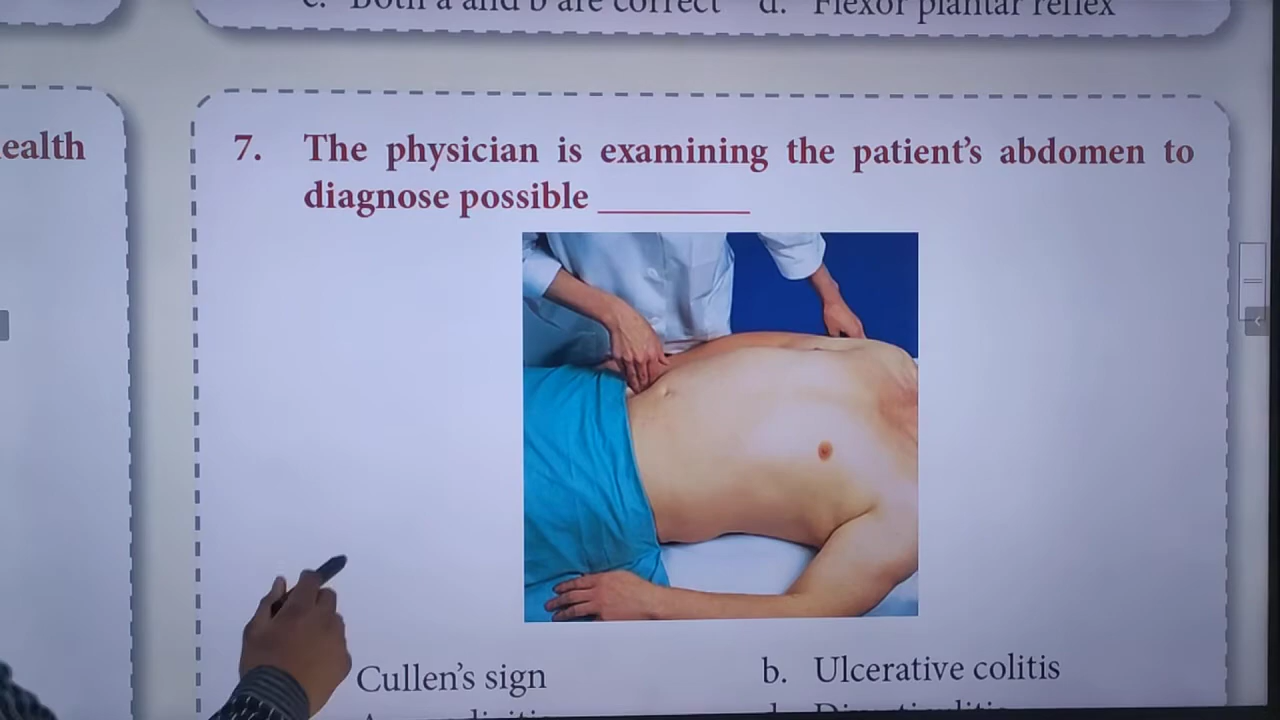 c. Both a and b are correct d. Flexor plantar reflex
ealth
7. The physician is examining the patient's abdomen to
diagnose possible ________
Cullen's sign b. Ulcerative colitis